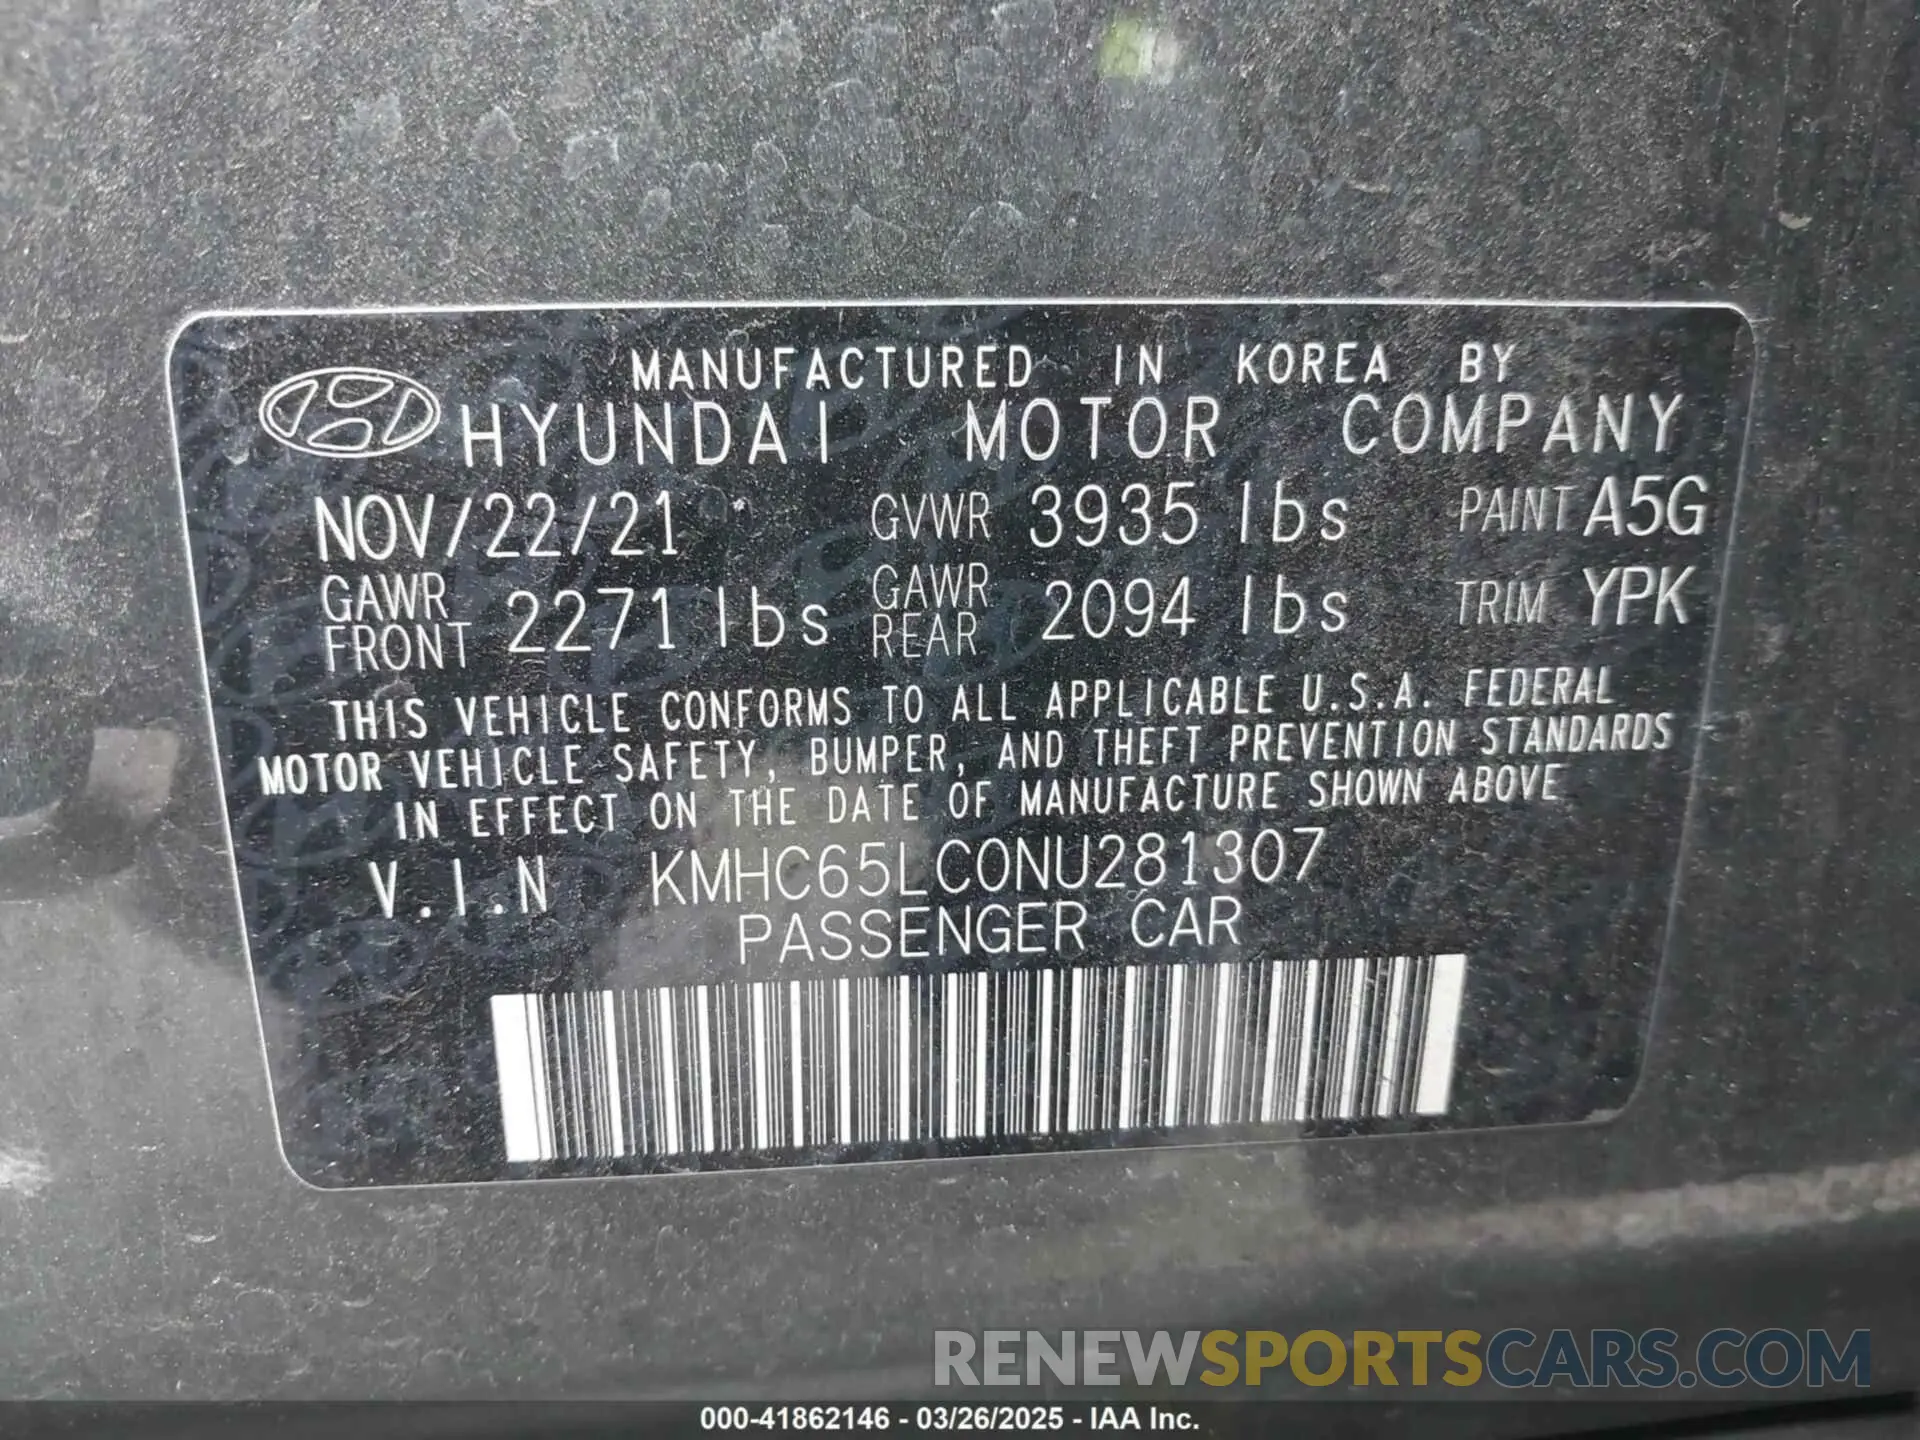 MANUFACTURED IN KOREA BY
HYUNDAI MOTOR COMPANY
NOV/22/21 GVWR 3935 lbs PAINT A5G
GAWR FRONT 2271 lbs GAWR REAR 2094 lbs TRIM YPK
THIS VEHICLE CONFORMS TO ALL APPLICABLE U.S.A. FEDERAL
MOTOR VEHICLE SAFETY, BUMPER, AND THEFT PREVENTION STANDARDS
IN EFFECT ON THE DATE OF MANUFACTURE SHOWN ABOVE
V.I.N KMHC65LC0NU281307
PASSENGER CAR
RENEWSPORTSCARS.COM
000-41862146 - 03/26/2025 - IAA Inc.